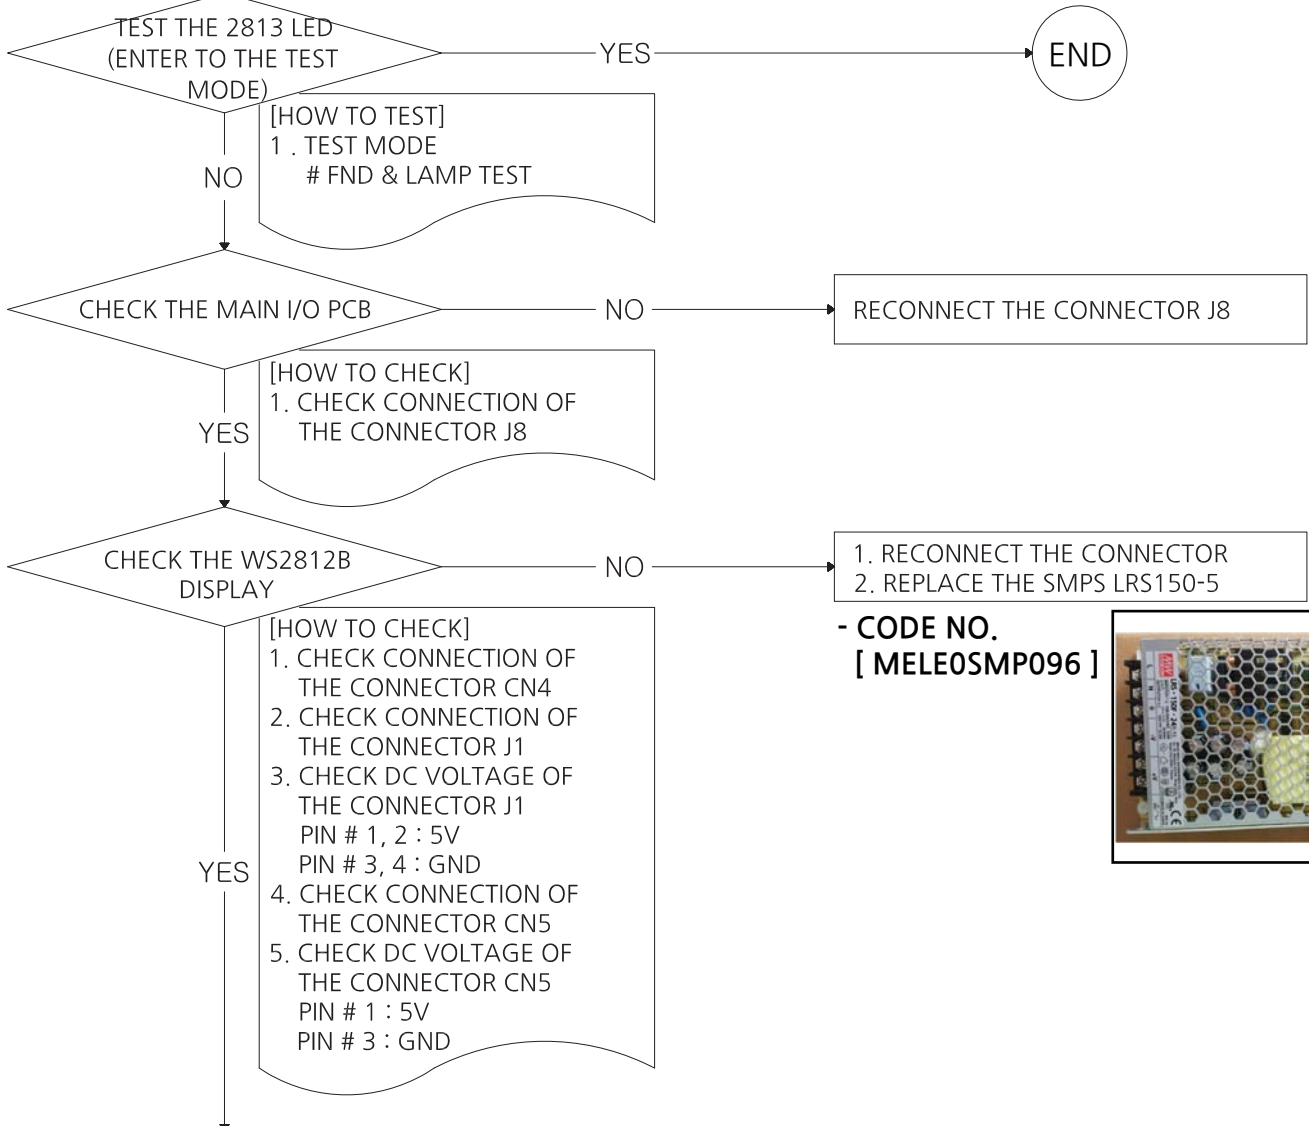 TEST THE 2813 LED
(ENTER TO THE TEST
MODE)
YES
END
[HOW TO TEST]
1 . TEST MODE
# FND & LAMP TEST
NO
CHECK THE MAIN I/O PCB
NO
RECONNECT THE CONNECTOR J8
[HOW TO CHECK]
1. CHECK CONNECTION OF
THE CONNECTOR J8
YES
CHECK THE WS2812B
DISPLAY
NO
1. RECONNECT THE CONNECTOR
2. REPLACE THE SMPS LRS150-5
- CODE NO.
[ MELE0SMP096 ]
[HOW TO CHECK]
1. CHECK CONNECTION OF
THE CONNECTOR CN4
2. CHECK CONNECTION OF
THE CONNECTOR J1
3. CHECK DC VOLTAGE OF
THE CONNECTOR J1
PIN # 1, 2 : 5V
PIN # 3, 4 : GND
YES
4. CHECK CONNECTION OF
THE CONNECTOR CN5
5. CHECK DC VOLTAGE OF
THE CONNECTOR CN5
PIN # 1 : 5V
PIN # 3 : GND